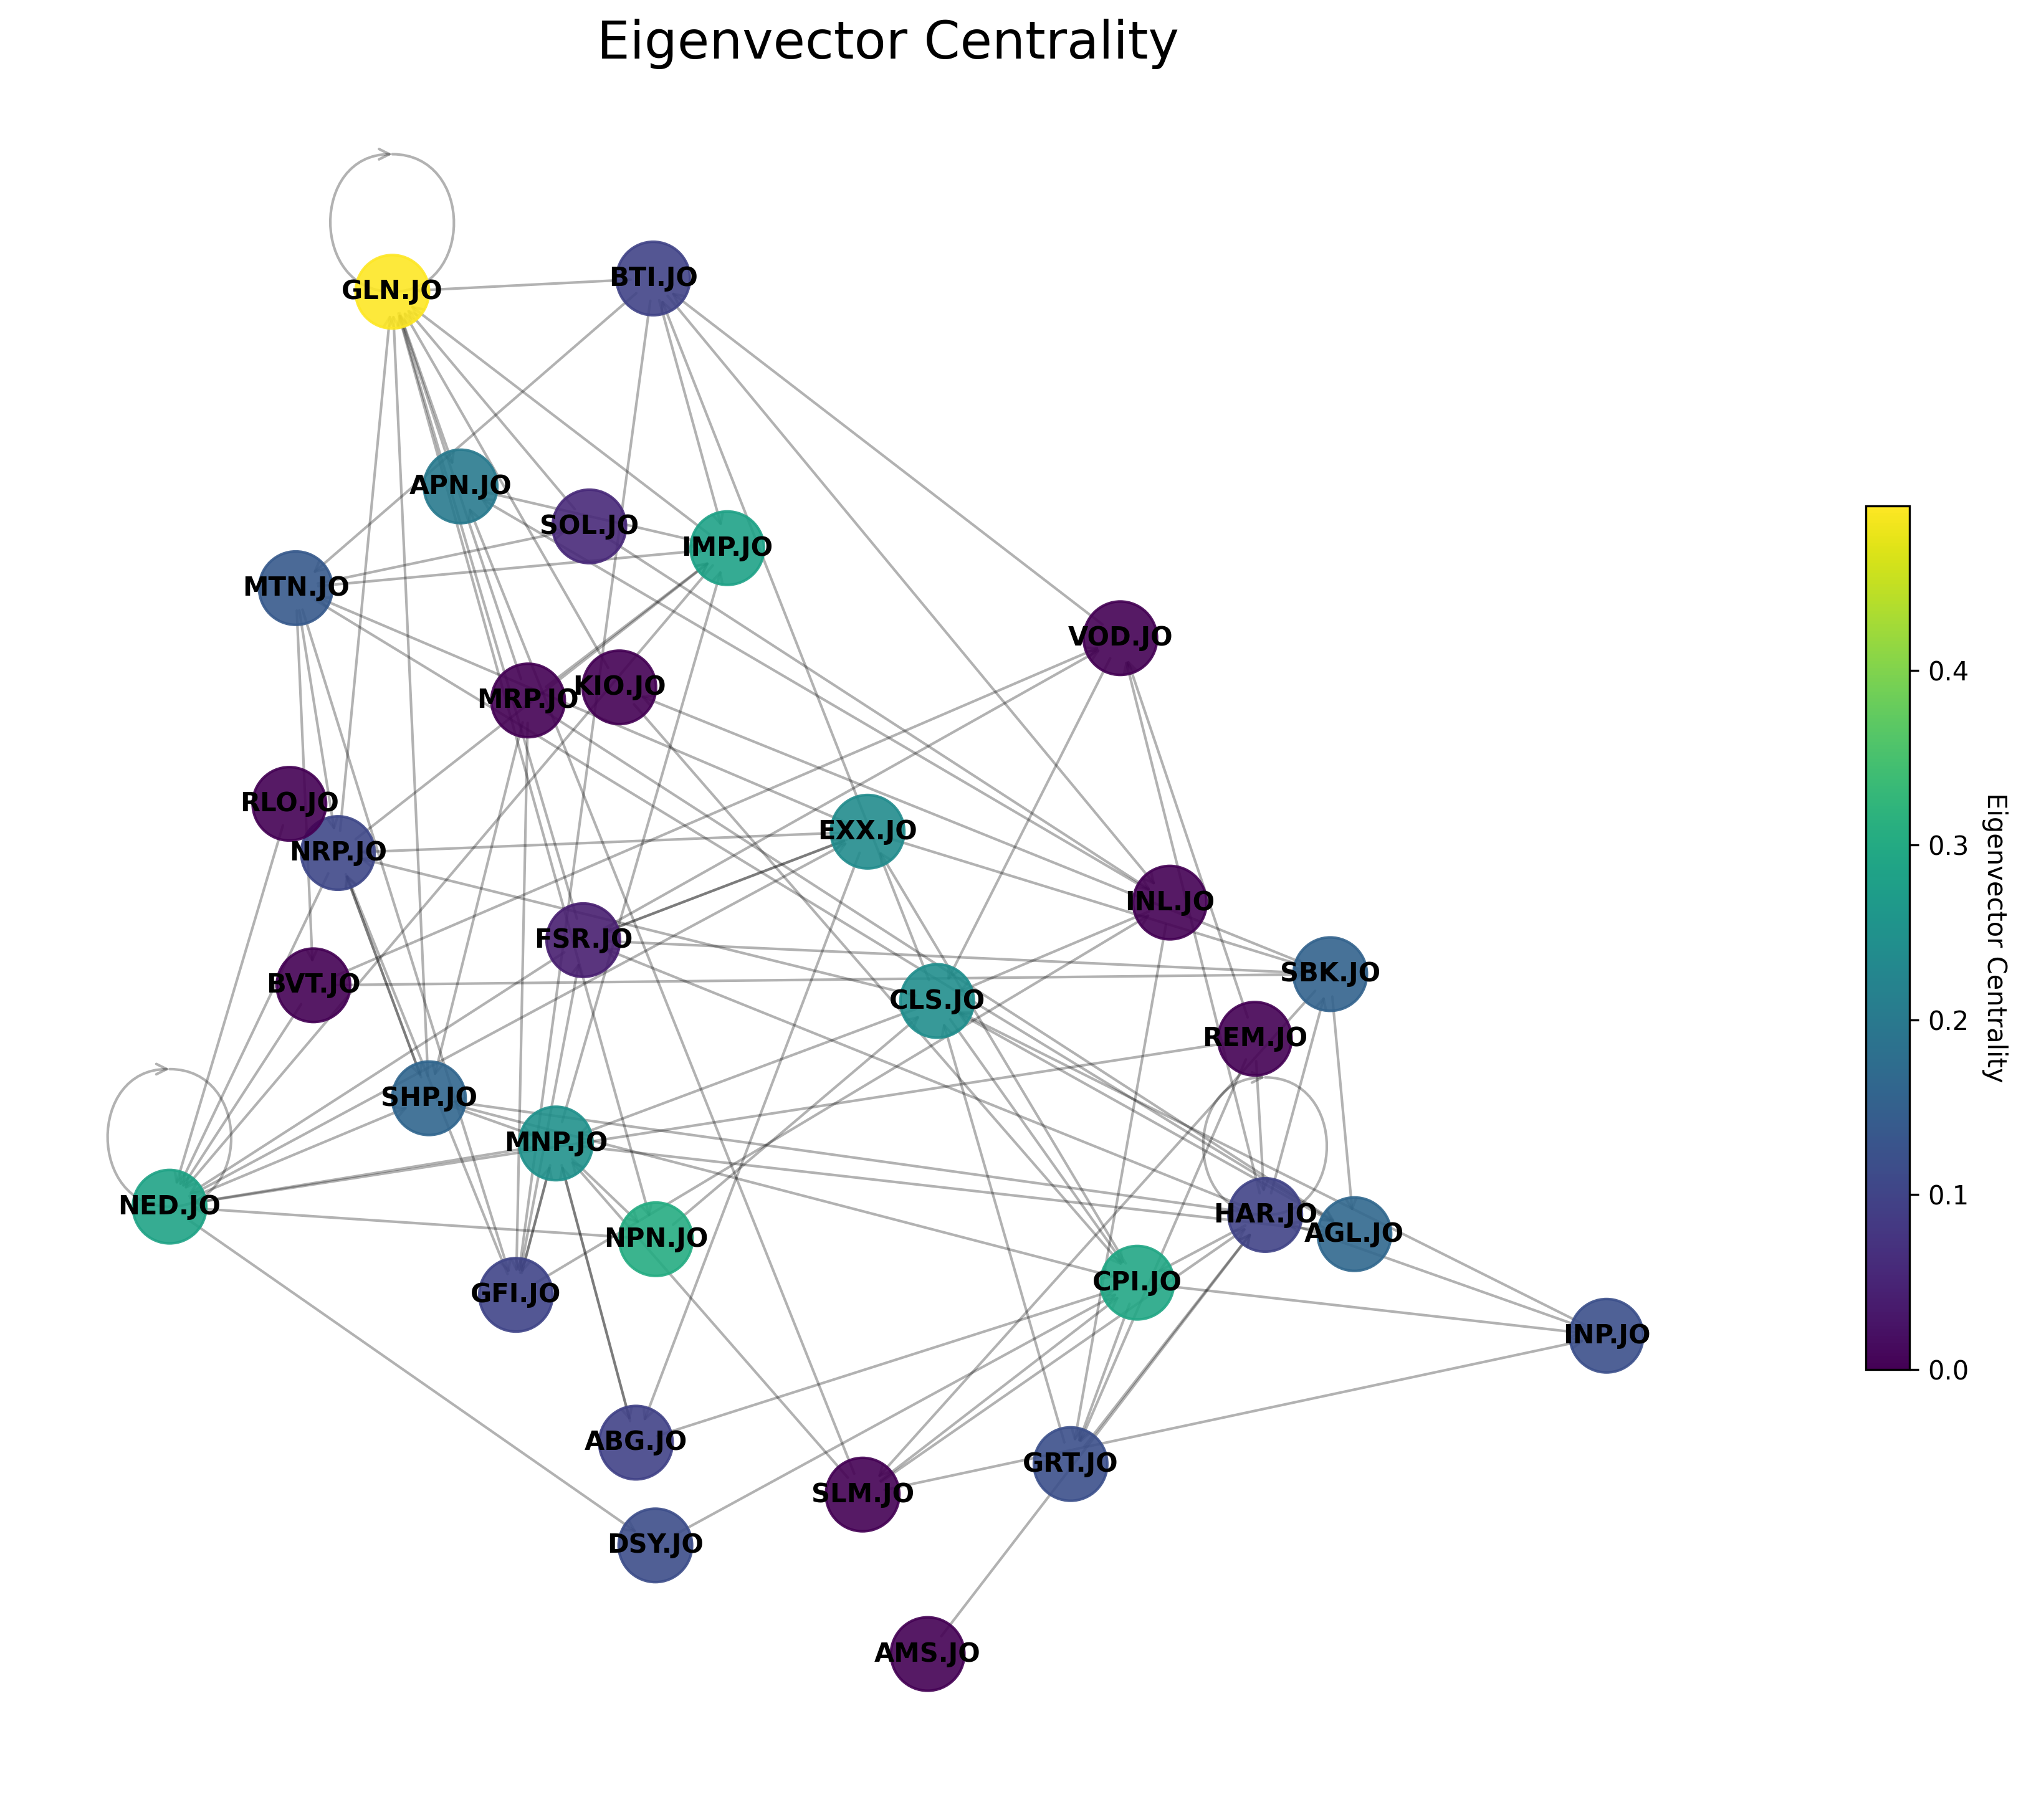 Eigenvector Centrality
GLN.JO
BTI.JO
APN.JO
SOL.JO
IMP.JO
MTN.JO
VOD.JO
MRP.JO
KIO.JO
RLO.JO
NRP.JO
EXX.JO
INL.JO
FSR.JO
BVT.JO
SBK.JO
CLS.JO
REM.JO
SHP.JO
MNP.JO
NED.JO
NPN.JO
HAR.JO
AGL.JO
GFI.JO
CPI.JO
INP.JO
ABG.JO
GRT.JO
SLM.JO
DSY.JO
AMS.JO
0.4
0.3
0.2
0.1
0.0
Eigenvector Centrality